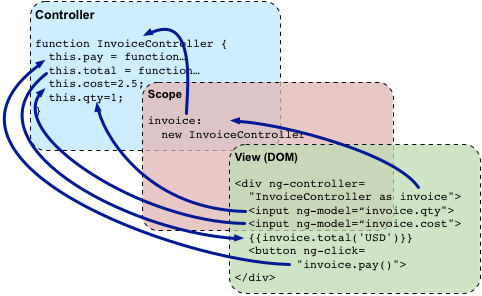 Controller
function InvoiceController {
this.pay = function…
this.total = function…
this.cost=2.5;
this.qty=1;
}
Scope
invoice:
new InvoiceController
View (DOM)
<div ng-controller=
"InvoiceController as invoice">
<input ng-model=“invoice.qty">
<input ng-model=“invoice.cost">
{{invoice.total('USD')}}
<button ng-click=
"invoice.pay()">
</div>